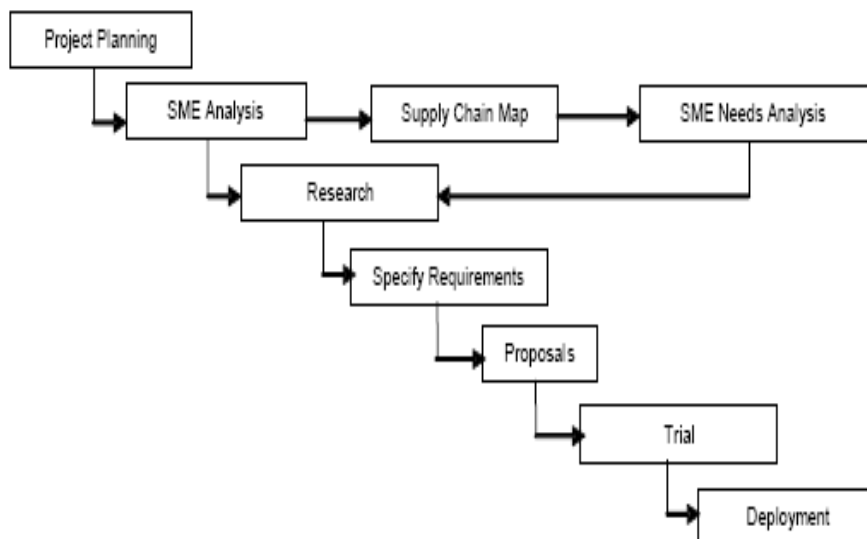 Project Planning
SME Analysis
Supply Chain Map
SME Needs Analysis
Research
Specify Requirements
Proposals
Trial
Deployment